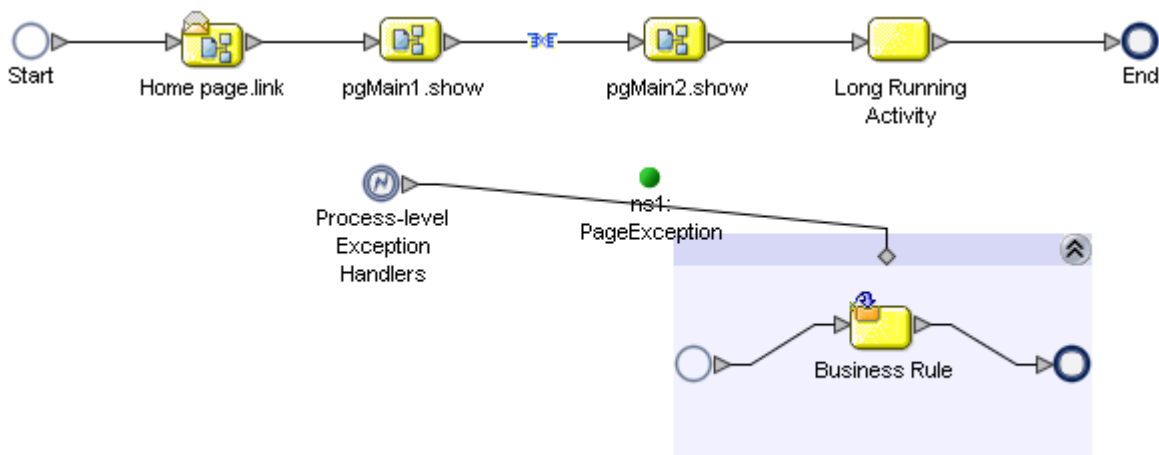 Start
Home page.link
pgMain1.show
pgMain2.show
Long Running
Activity
End
Process-level
Exception
Handlers
ns1:
PageException
Business Rule